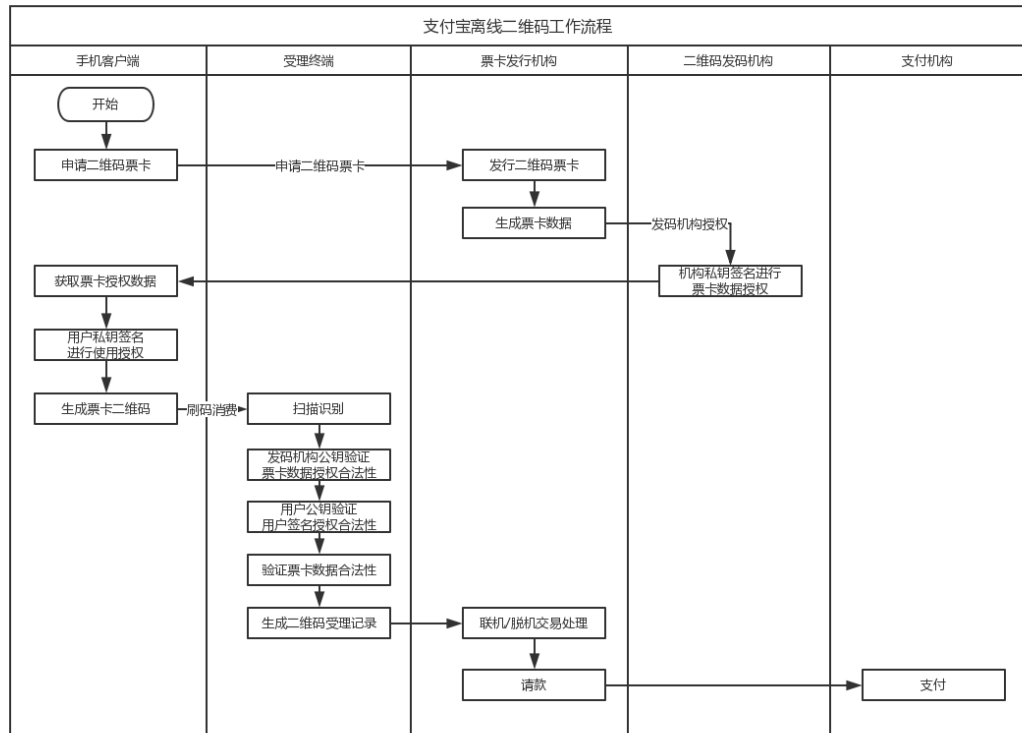 支付宝离线二维码工作流程
手机客户端
受理终端
票卡发行机构
二维码发码机构
支付机构
开始
申请二维码票卡
申请二维码票卡
发行二维码票卡
生成票卡数据
发码机构授权
获取票卡授权数据
机构私钥签名进行
票卡数据授权
用户私钥签名
进行使用授权
生成票卡二维码
刷码消费
扫描识别
发码机构公钥验证
票卡数据授权合法性
用户公钥验证
用户签名授权合法性
验证票卡数据合法性
生成二维码受理记录
联机/脱机交易处理
请款
支付